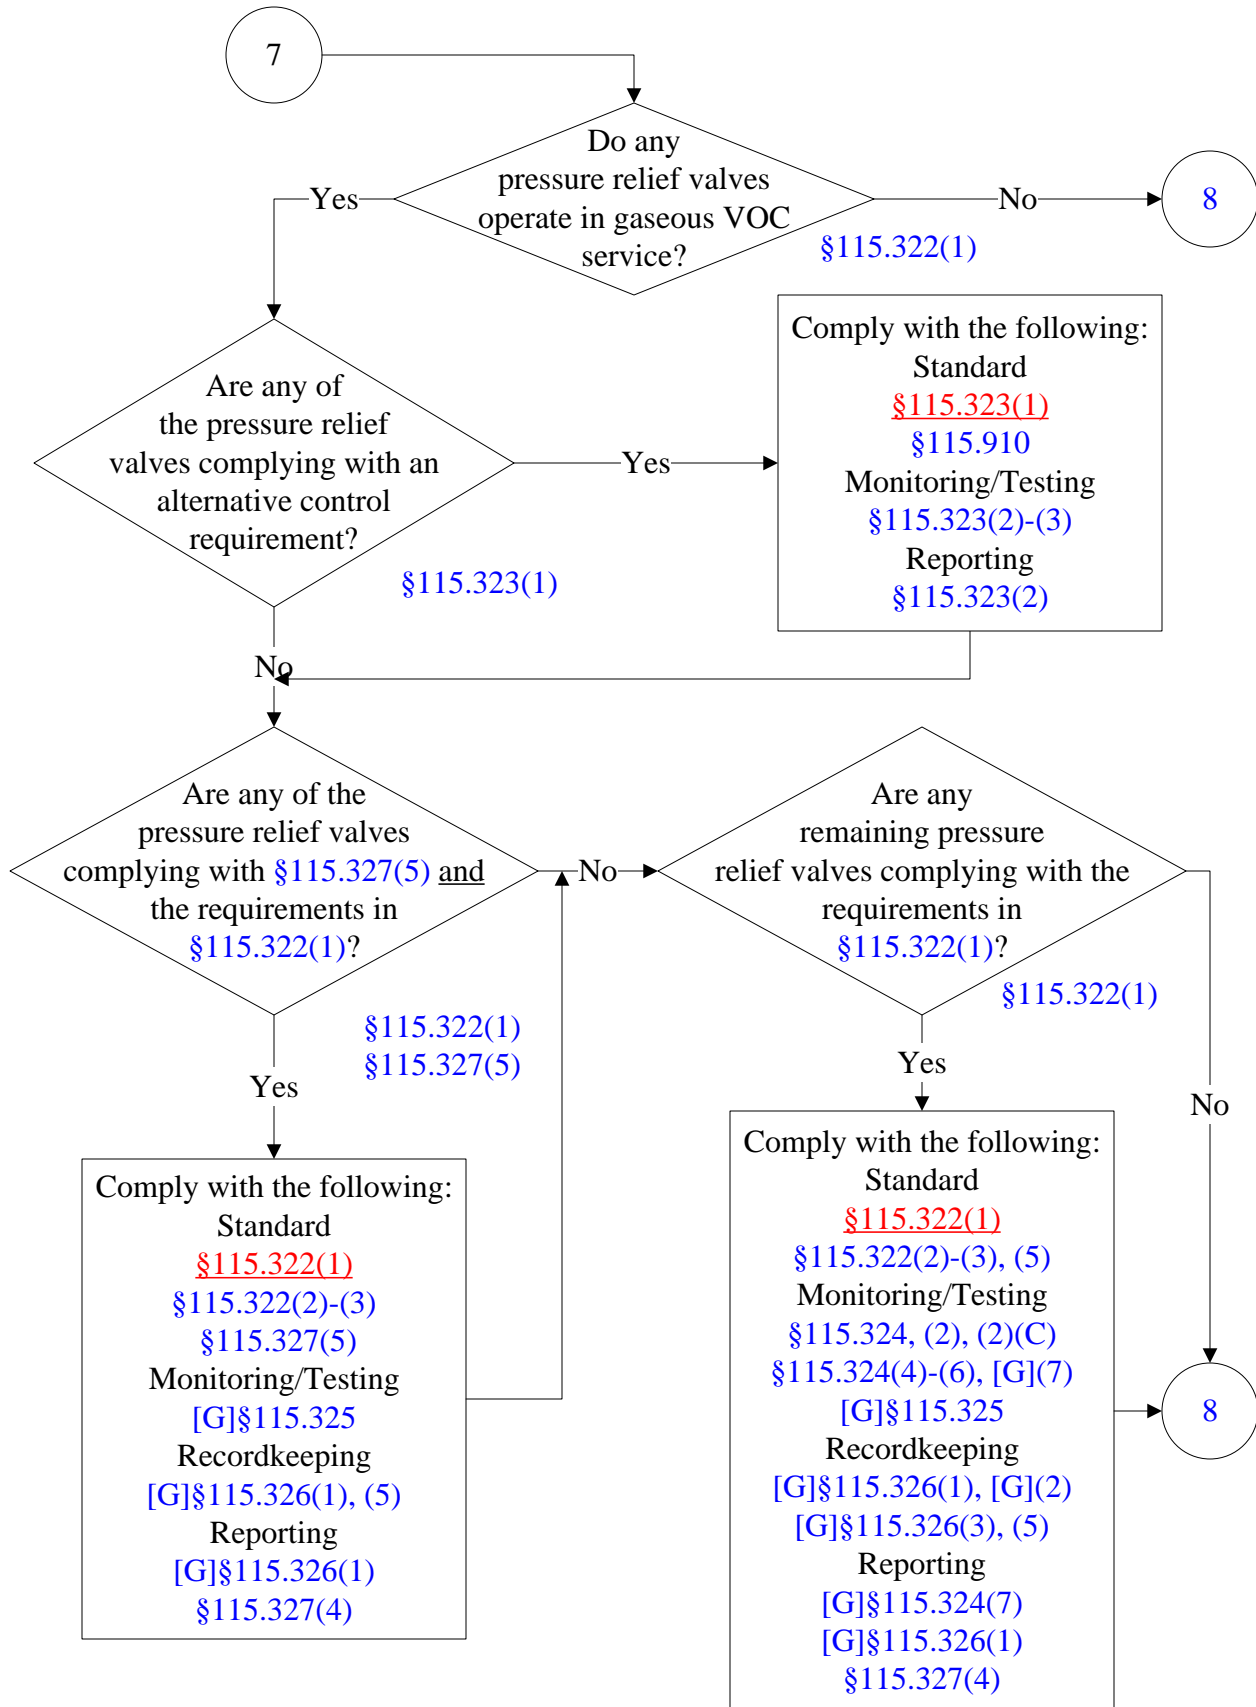 7
Do any
pressure relief valves
operate in gaseous VOC
service?
Yes
No
8
§115.322(1)
Are any of
the pressure relief
valves complying with an
alternative control
requirement?
Yes
§115.323(1)
No
Comply with the following:
Standard
§115.323(1)
§115.910
Monitoring/Testing
§115.323(2)-(3)
Reporting
§115.323(2)
Are any of the
pressure relief valves
complying with §115.327(5) and
the requirements in
§115.322(1)?
No
§115.322(1)
§115.327(5)
Yes
Comply with the following:
Standard
§115.322(1)
§115.322(2)-(3)
§115.327(5)
Monitoring/Testing
[G]§115.325
Recordkeeping
[G]§115.326(1), (5)
Reporting
[G]§115.326(1)
§115.327(4)
Are any
remaining pressure
relief valves complying with the
requirements in
§115.322(1)?
§115.322(1)
Yes
No
Comply with the following:
Standard
§115.322(1)
§115.322(2)-(3), (5)
Monitoring/Testing
§115.324, (2), (2)(C)
§115.324(4)-(6), [G](7)
[G]§115.325
Recordkeeping
[G]§115.326(1), [G](2)
[G]§115.326(3), (5)
Reporting
[G]§115.324(7)
[G]§115.326(1)
§115.327(4)
8